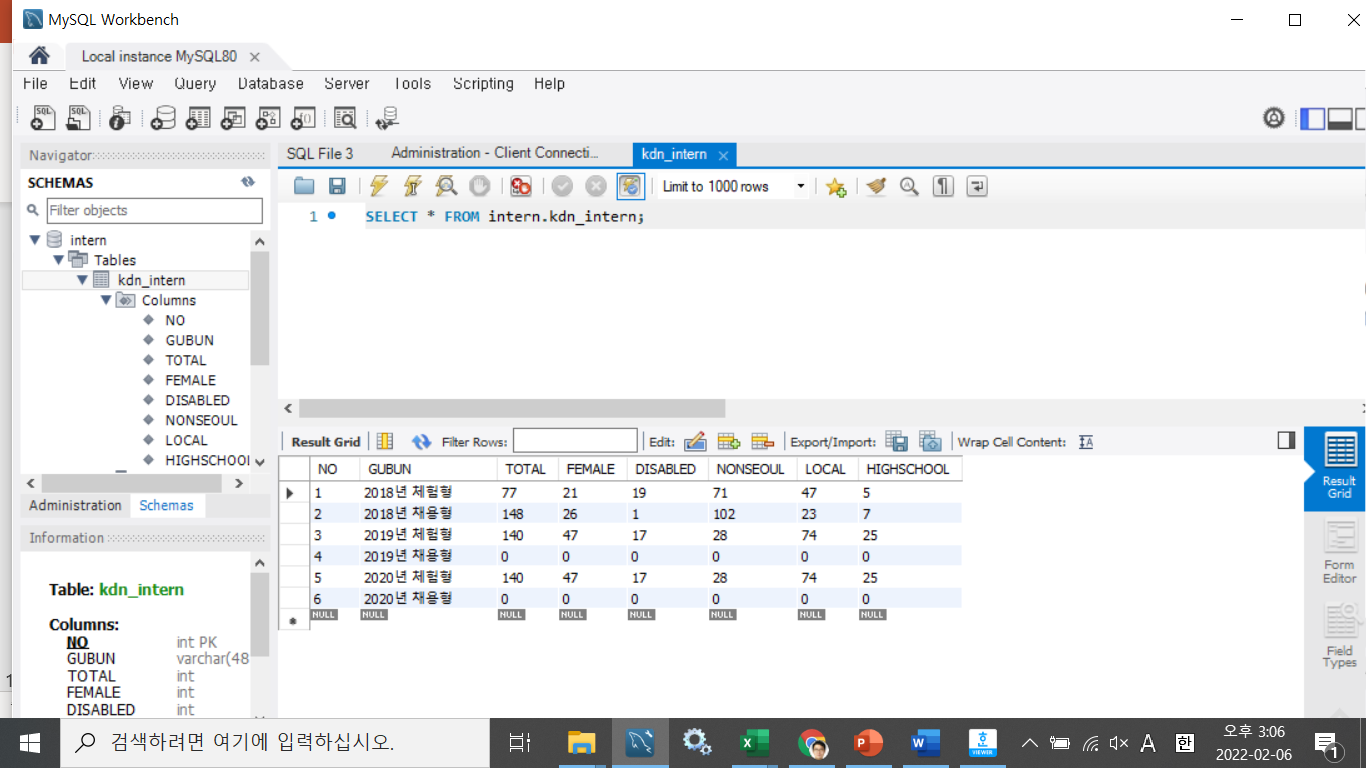 MySQL Workbench
Local instance MySQL80
File Edit View Query Database Server Tools Scripting Help
Navigator
SCHEMAS
Filter objects
intern
Tables
kdn_intern
Columns
NO
GUBUN
TOTAL
FEMALE
DISABLED
NONSEOUL
LOCAL
HIGHSCHOOL
Administration Schemas
Information
Table: kdn_intern
Columns:
NO int PK
GUBUN varchar(48
TOTAL int
FEMALE int
DISABLED int
SQL File 3 Administration - Client Connecti... kdn_intern
Limit to 1000 rows
1 SELECT * FROM intern.kdn_intern;
Result Grid Filter Rows: Edit: Export/Import: Wrap Cell Content:
NO GUBUN TOTAL FEMALE DISABLED NONSEOUL LOCAL HIGHSCHOOL
1 2018년 체험형 77 21 19 71 47 5
2 2018년 채용형 148 26 1 102 23 7
3 2019년 체험형 140 47 17 28 74 25
4 2019년 채용형 0 0 0 0 0 0
5 2020년 체험형 140 47 17 28 74 25
6 2020년 채용형 0 0 0 0 0 0
NULL NULL NULL NULL NULL NULL NULL NULL
Result
Grid
Form
Editor
Field
Types
검색하려면 여기에 입력하십시오.
A 한
오후 3:06
2022-02-06
1